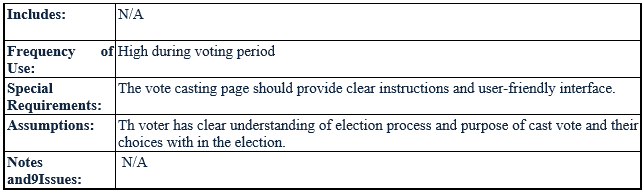 Includes: N/A
Frequency of Use: High during voting period
Special Requirements: The vote casting page should provide clear instructions and user-friendly interface.
Assumptions: Th voter has clear understanding of election process and purpose of cast vote and their
choices with in the election.
Notes and9Issues: N/A